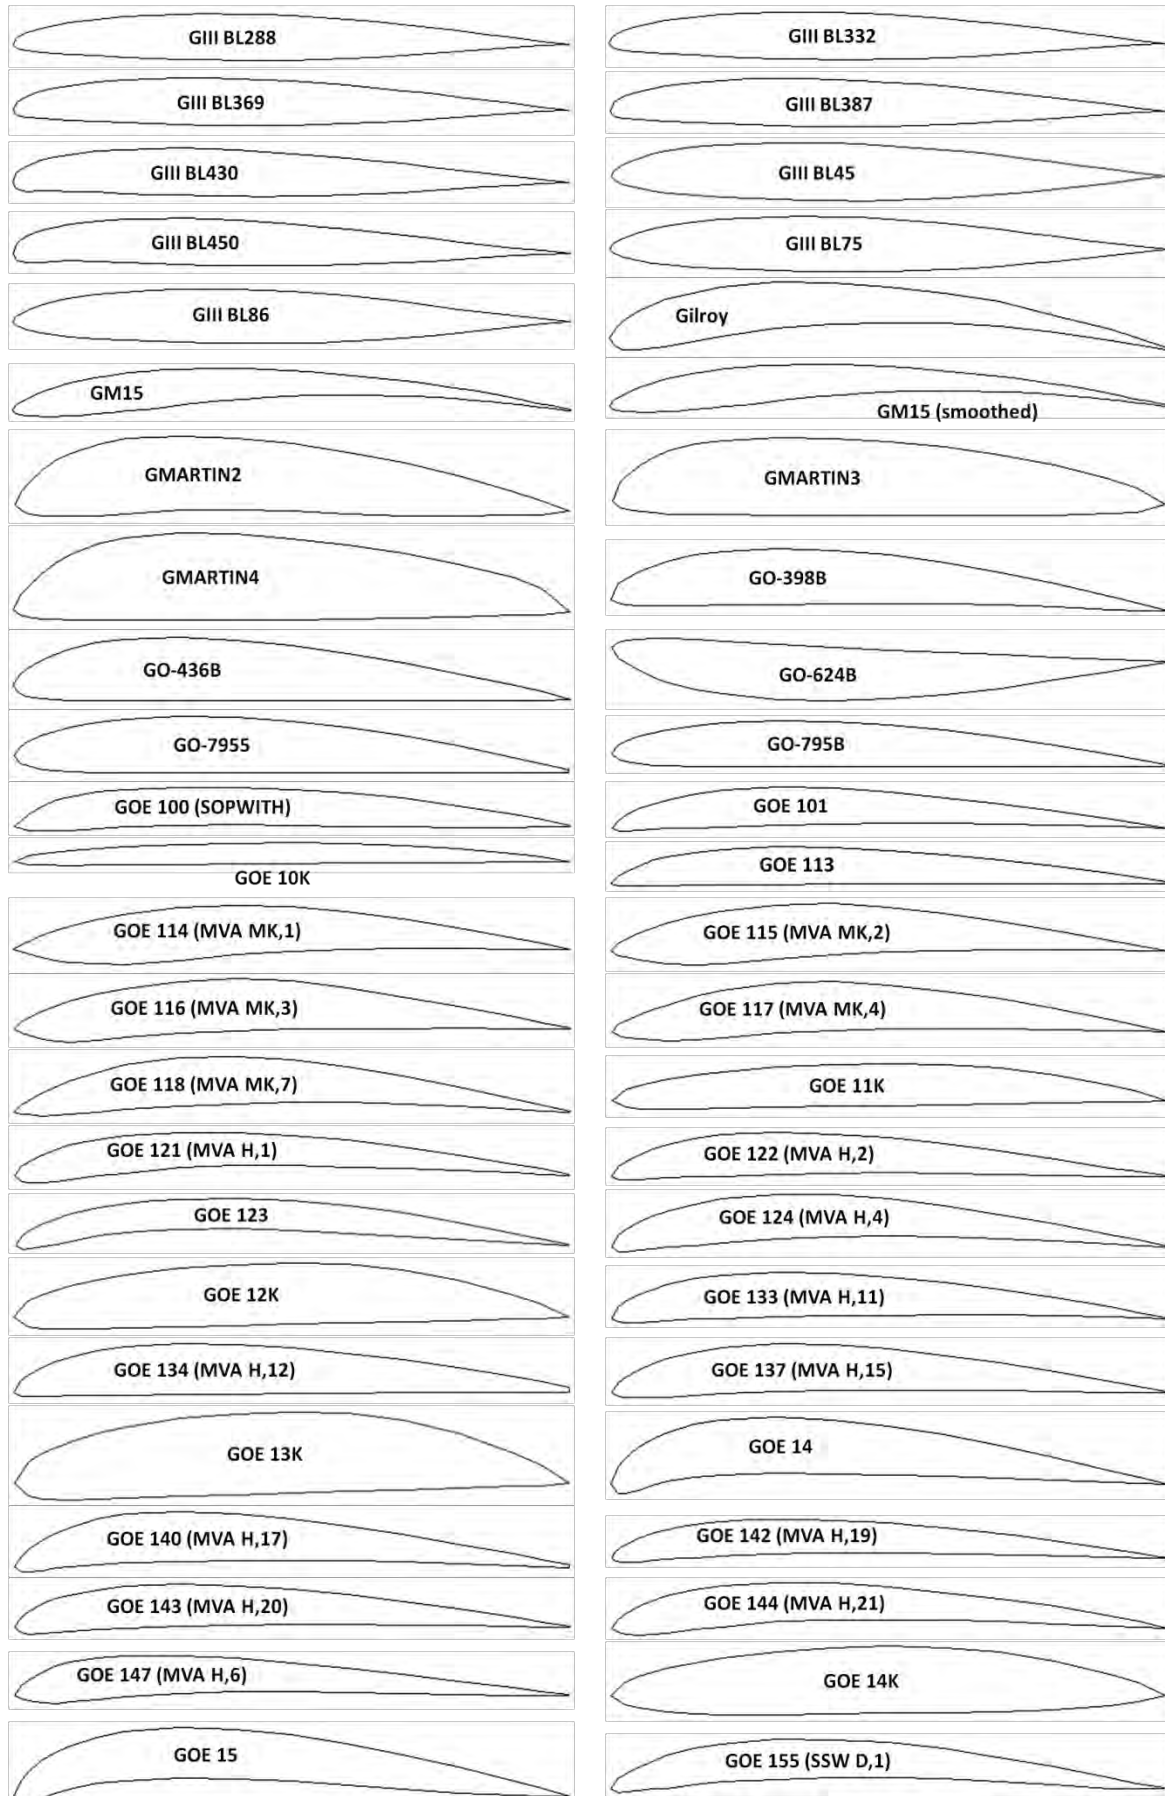 GIII BL288
GIII BL332
GIII BL369
GIII BL387
GIII BL430
GIII BL45
GIII BL450
GIII BL75
GIII BL86
Gilroy
GM15
GM15 (smoothed)
GMARTIN2
GMARTIN3
GMARTIN4
GO-398B
GO-436B
GO-624B
GO-7955
GO-795B
GOE 100 (SOPWITH)
GOE 101
GOE 10K
GOE 113
GOE 114 (MVA MK,1)
GOE 115 (MVA MK,2)
GOE 116 (MVA MK,3)
GOE 117 (MVA MK,4)
GOE 118 (MVA MK,7)
GOE 11K
GOE 121 (MVA H,1)
GOE 122 (MVA H,2)
GOE 123
GOE 124 (MVA H,4)
GOE 12K
GOE 133 (MVA H,11)
GOE 134 (MVA H,12)
GOE 137 (MVA H,15)
GOE 13K
GOE 14
GOE 140 (MVA H,17)
GOE 142 (MVA H,19)
GOE 143 (MVA H,20)
GOE 144 (MVA H,21)
GOE 147 (MVA H,6)
GOE 14K
GOE 15
GOE 155 (SSW D,1)